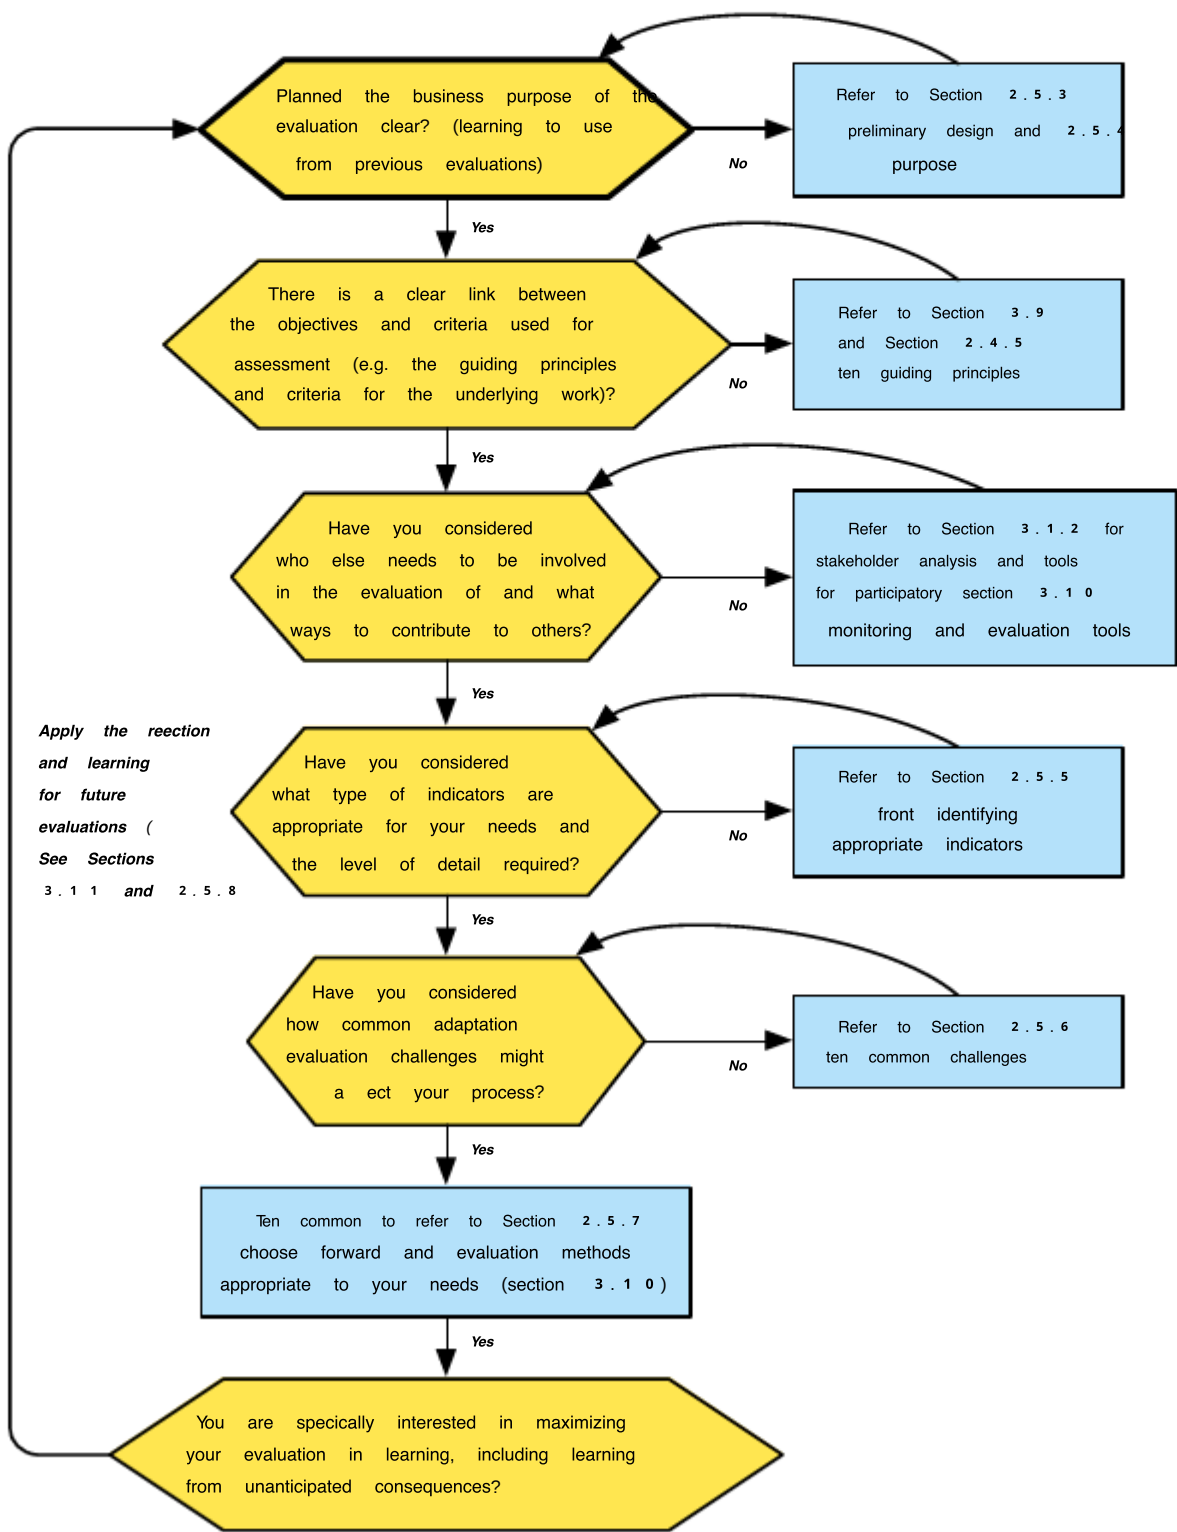 Planned the business purpose of the
evaluation clear? (learning to use
from previous evaluations)
Refer to Section 2.5.3
preliminary design and 2.5.4
purpose
No
Yes
There is a clear link between
the objectives and criteria used for
assessment (e.g. the guiding principles
and criteria for the underlying work)?
Refer to Section 3.9
and Section 2.4.5
ten guiding principles
No
Yes
Have you considered
who else needs to be involved
in the evaluation of and what
ways to contribute to others?
Refer to Section 3.1.2 for
stakeholder analysis and tools
for participatory section 3.10
monitoring and evaluation tools
No
Yes
Apply the reection
and learning
for future
evaluations (
See Sections
3.11 and 2.5.8
Have you considered
what type of indicators are
appropriate for your needs and
the level of detail required?
Refer to Section 2.5.5
front identifying
appropriate indicators
No
Yes
Have you considered
how common adaptation
evaluation challenges might
a ect your process?
Refer to Section 2.5.6
ten common challenges
No
Yes
Ten common to refer to Section 2.5.7
choose forward and evaluation methods
appropriate to your needs (section 3.10)
Yes
You are specically interested in maximizing
your evaluation in learning, including learning
from unanticipated consequences?